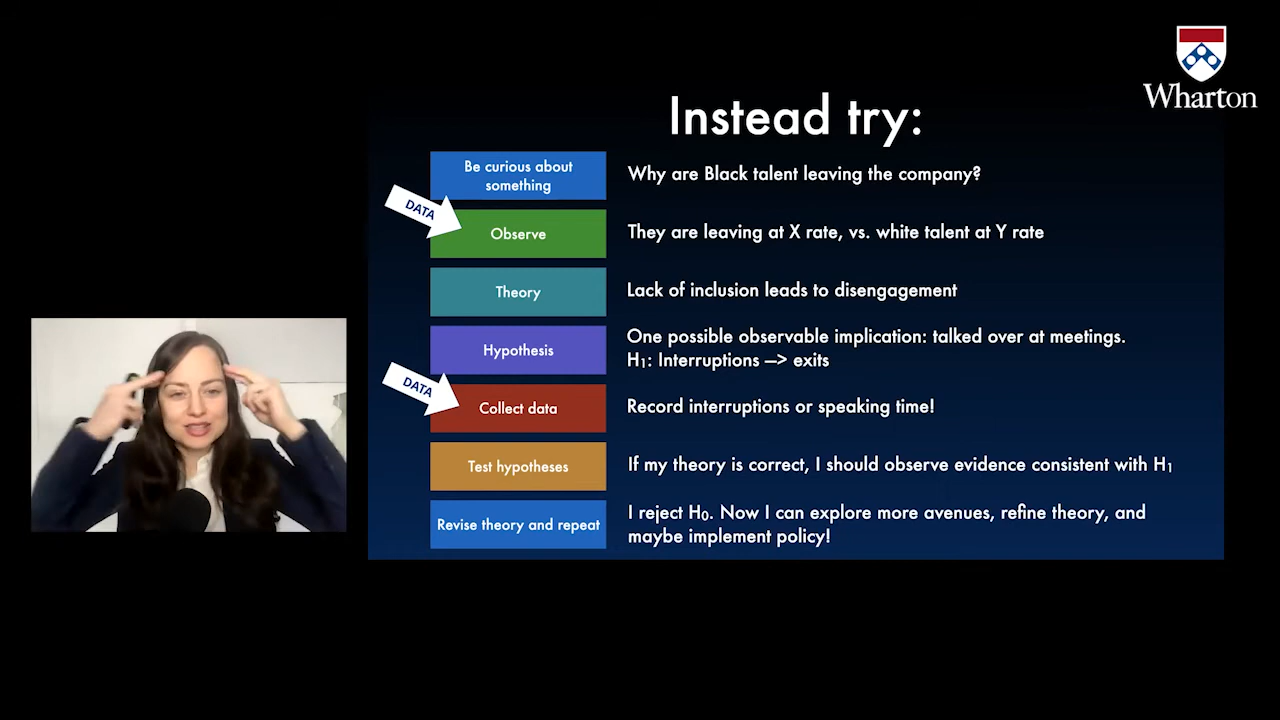 Wharton
Instead try:
Be curious about
something
Why are Black talent leaving the company?
DATA
Observe
They are leaving at X rate, vs. white talent at Y rate
Theory
Lack of inclusion leads to disengagement
Hypothesis
One possible observable implication: talked over at meetings.
H₁: Interruptions —> exits
DATA
Collect data
Record interruptions or speaking time!
Test hypotheses
If my theory is correct, I should observe evidence consistent with H₁
Revise theory and repeat
I reject H₀. Now I can explore more avenues, refine theory, and
maybe implement policy!